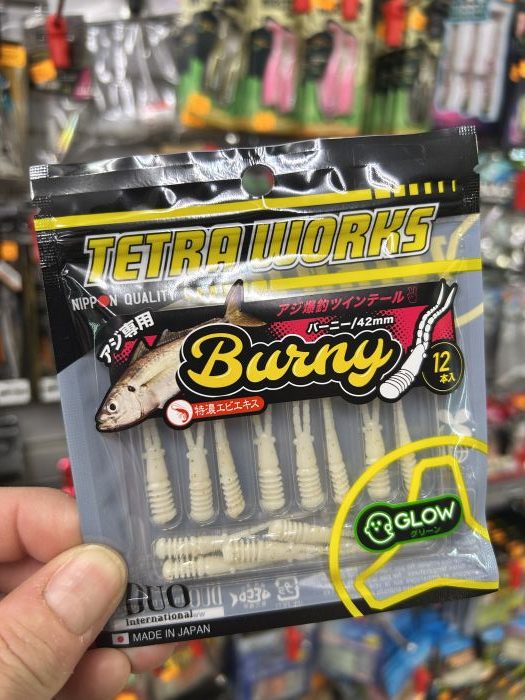 TETRA WORKS
NIPPON QUALITY
アジ専用
アジ爆釣ツインテール
バーニー/42mm
Burny
12
本入
特濃エビエキス
GLOW
グリーン
DUO
International
MADE IN JAPAN